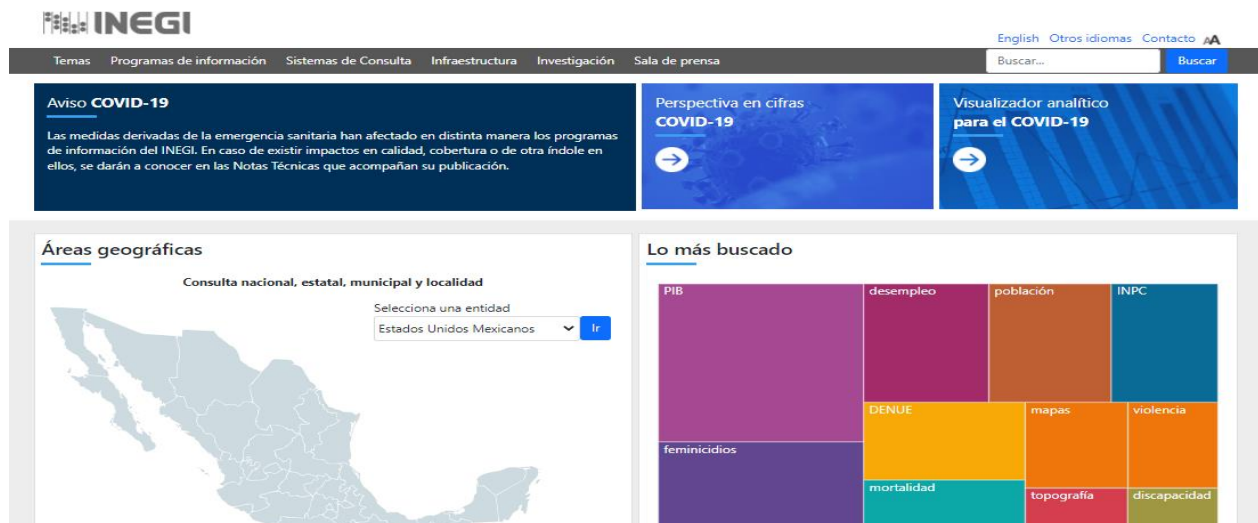 INEGI
English Otros idiomas Contacto AA
Temas Programas de información Sistemas de Consulta Infraestructura Investigación Sala de prensa Buscar... Buscar
Aviso COVID-19
Las medidas derivadas de la emergencia sanitaria han afectado en distinta manera los programas
de información del INEGI. En caso de existir impactos en calidad, cobertura o de otra índole en
ellos, se darán a conocer en las Notas Técnicas que acompañan su publicación.
Perspectiva en cifras
COVID-19
Visualizador analítico
para el COVID-19
Áreas geográficas
Consulta nacional, estatal, municipal y localidad
Selecciona una entidad
Estados Unidos Mexicanos Ir
Lo más buscado
PIB desempleo población INPC
DENUE mapas violencia
feminicidios
mortalidad topografía discapacidad